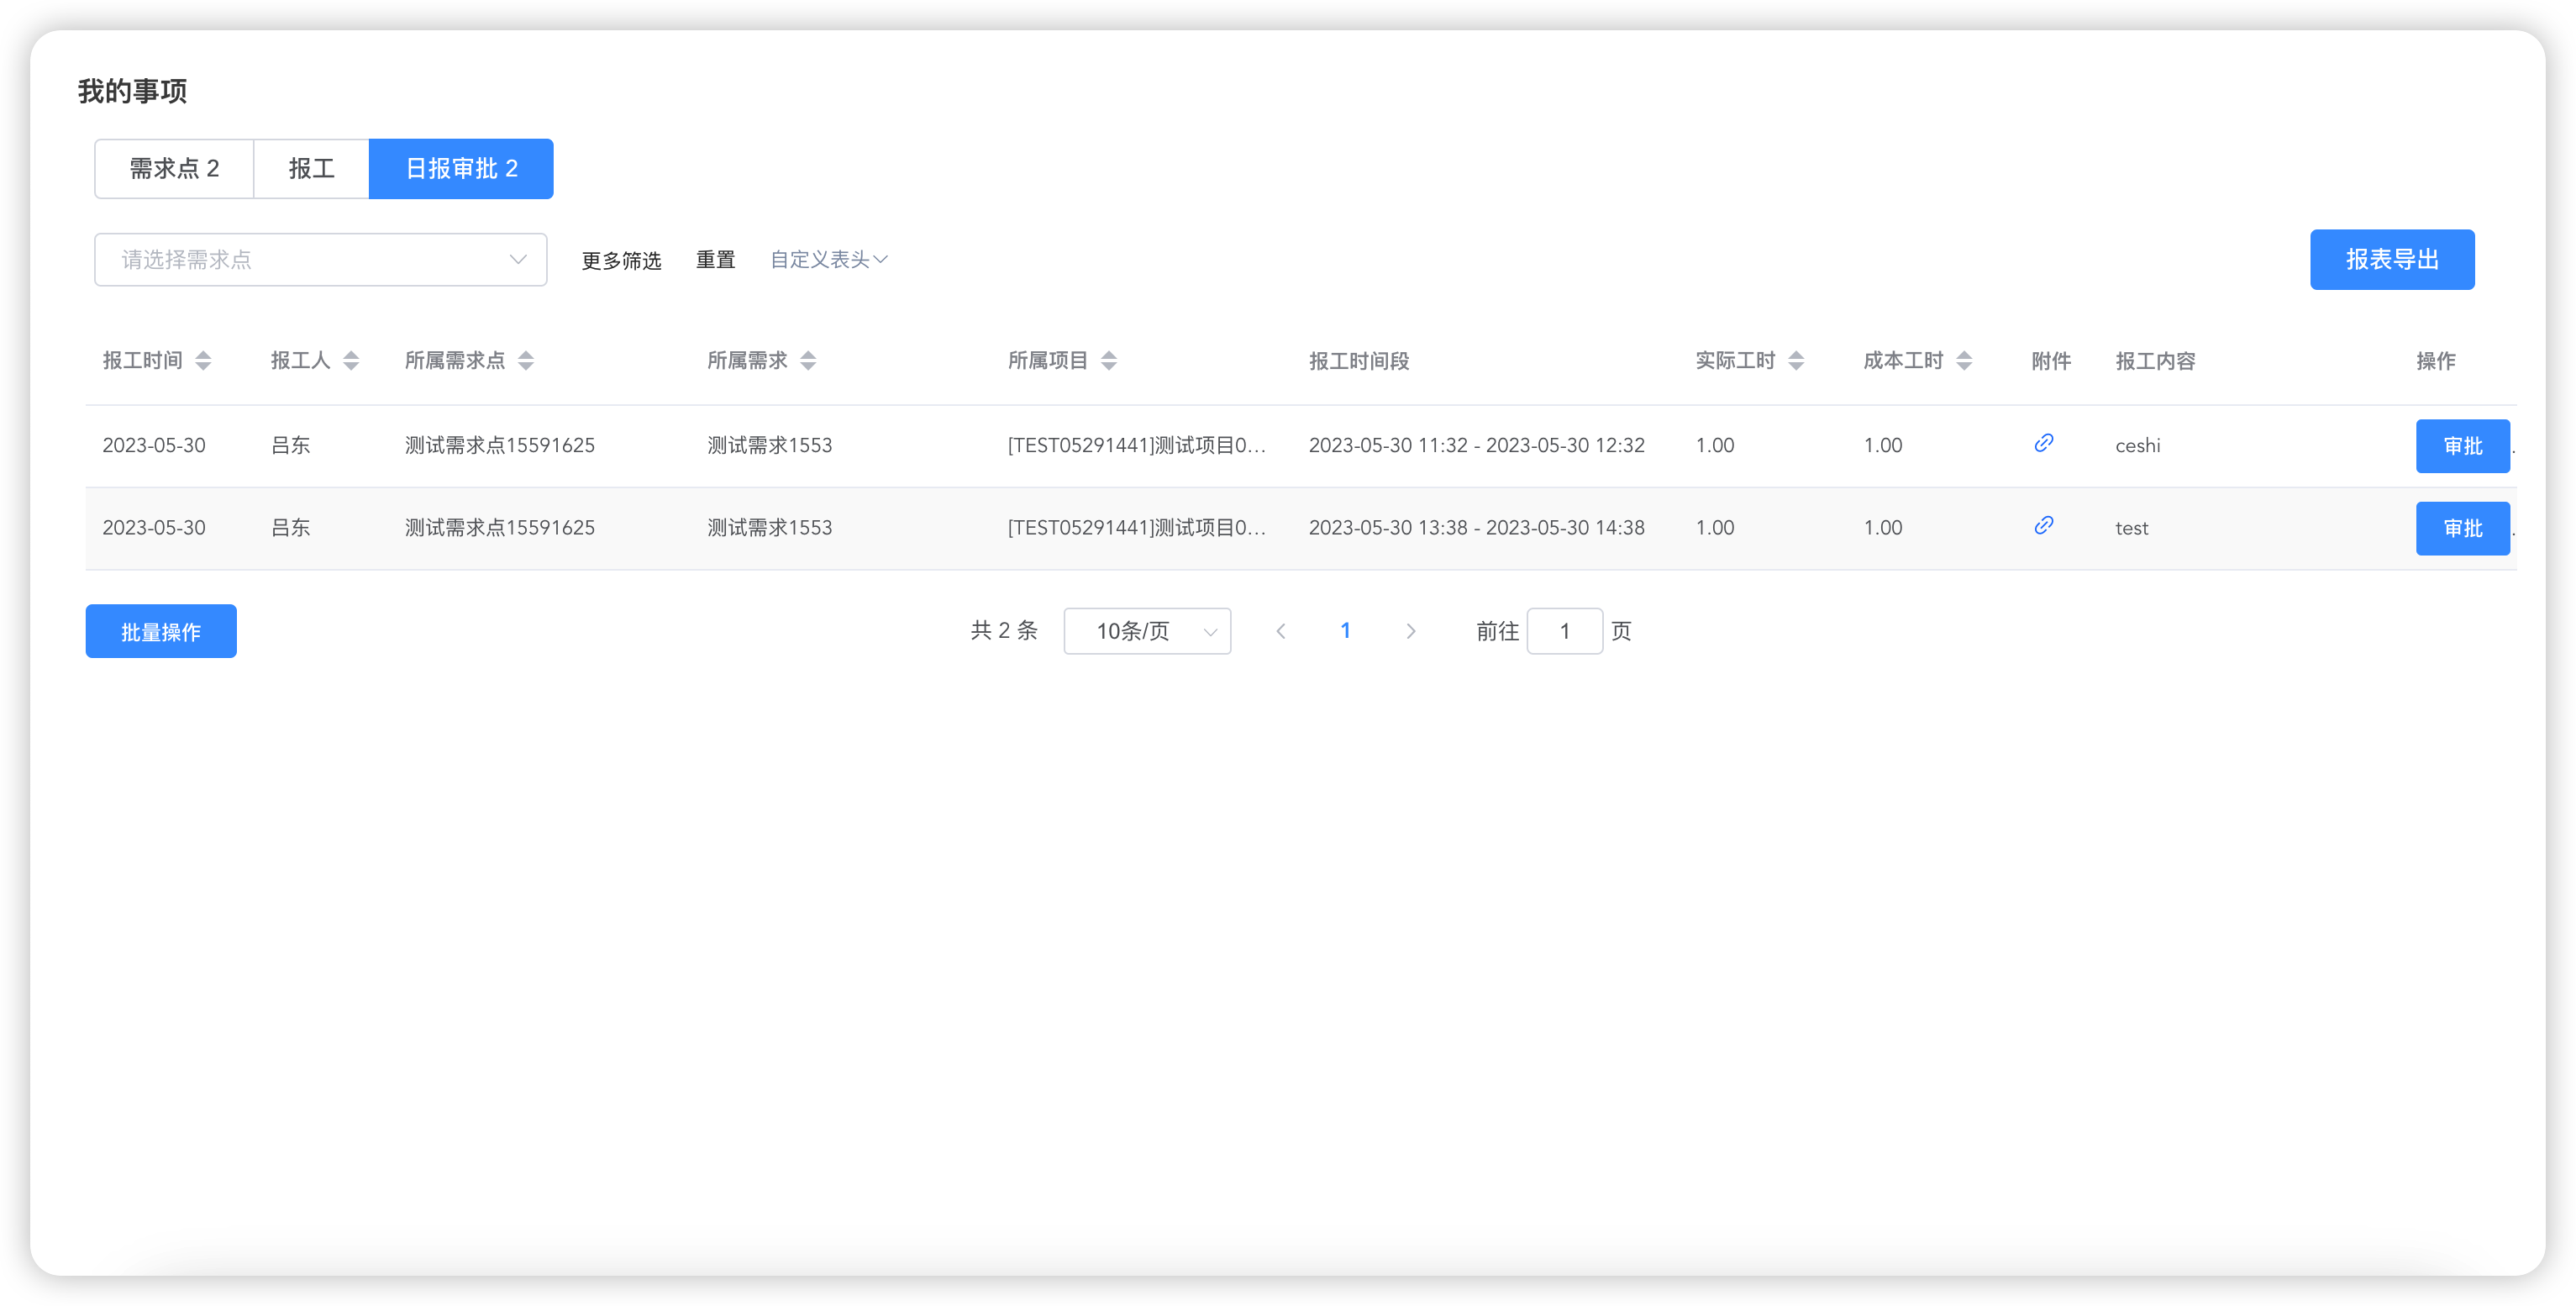 我的事项
需求点 2 报工 日报审批 2
请选择需求点 更多筛选 重置 自定义表头 报表导出
报工时间 报工人 所属需求点 所属需求 所属项目 报工时间段 实际工时 成本工时 附件 报工内容 操作
2023-05-30 吕东 测试需求点15591625 测试需求1553 [TEST05291441]测试项目0... 2023-05-30 11:32 - 2023-05-30 12:32 1.00 1.00 ceshi 审批
2023-05-30 吕东 测试需求点15591625 测试需求1553 [TEST05291441]测试项目0... 2023-05-30 13:38 - 2023-05-30 14:38 1.00 1.00 test 审批
批量操作 共 2 条 10条/页 1 前往 1 页